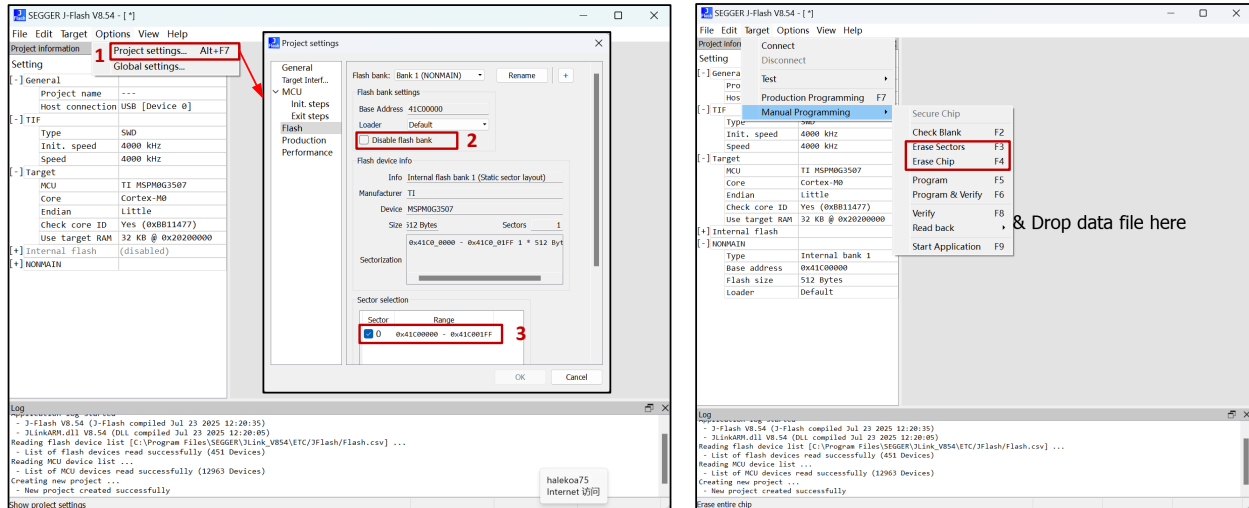 SEGGER J-Flash V8.54 - [ *]
File Edit Target Options View Help
Project information
1
Project settings... Alt+F7
Global settings...
Setting
[-] General
Project name ---
Host connection USB [Device 0]
[-] TIF
Type SWD
Init. speed 4000 kHz
Speed 4000 kHz
[-] Target
MCU TI MSPM0G3507
Core Cortex-M0
Endian Little
Check core ID Yes (0xBB11477)
Use target RAM 32 KB @ 0x20200000
[+] Internal flash (disabled)
[+] NONMAIN
Project settings
General
Target Interf...
MCU
Init. steps
Exit steps
Flash
Production
Performance
Flash bank: Bank 1 (NONMAIN) Rename +
Flash bank settings
Base Address 41C00000
Loader Default
Disable flash bank 2
Flash device info
Info Internal flash bank 1 (Static sector layout)
Manufacturer TI
Device MSPM0G3507
Size 512 Bytes Sectors 1
0x41C0_0000 - 0x41C0_01FF 1 * 512 Byt
Sectorization
Sector selection
Sector Range
0 0x41C00000 - 0x41C001FF 3
OK Cancel
Log
Application log started
- J-Flash V8.54 (J-Flash compiled Jul 23 2025 12:20:35)
- JLinkARM.dll V8.54 (DLL compiled Jul 23 2025 12:20:05)
Reading flash device list [C:\Program Files\SEGGER\JLink_V854\ETC/JFlash/Flash.csv] ...
- List of flash devices read successfully (451 Devices)
Reading MCU device list ...
- List of MCU devices read successfully (12963 Devices)
Creating new project ...
- New project created successfully
halekoa75
Internet 访问
Show project settings
SEGGER J-Flash V8.54 - [ *]
File Edit Target Options View Help
Project infor
Setting
[-] Genera
Pro
Hos
[-] TIF
Type SWD
Init. speed 4000 kHz
Speed 4000 kHz
[-] Target
MCU TI MSPM0G3507
Core Cortex-M0
Endian Little
Check core ID Yes (0xBB11477)
Use target RAM 32 KB @ 0x20200000
[+] Internal flash
[-] NONMAIN
Type Internal bank 1
Base address 0x41C00000
Flash size 512 Bytes
Loader Default
Connect
Disconnect
Test
Production Programming F7
Manual Programming
Secure Chip
Check Blank F2
Erase Sectors F3
Erase Chip F4
Program F5
Program & Verify F6
Verify F8
Read back
Start Application F9
& Drop data file here
Log
Application log started
- J-Flash V8.54 (J-Flash compiled Jul 23 2025 12:20:35)
- JLinkARM.dll V8.54 (DLL compiled Jul 23 2025 12:20:05)
Reading flash device list [C:\Program Files\SEGGER\JLink_V854\ETC/JFlash/Flash.csv] ...
- List of flash devices read successfully (451 Devices)
Reading MCU device list ...
- List of MCU devices read successfully (12963 Devices)
Creating new project ...
- New project created successfully
Erase entire chip